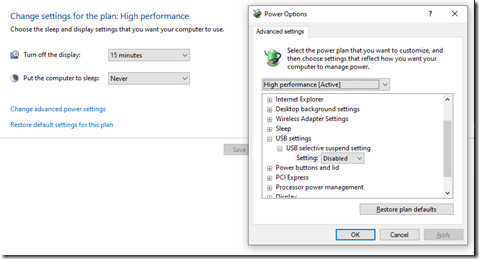 Change settings for the plan: High performance
Choose the sleep and display settings that you want your computer to use.
Turn off the display:
15 minutes
Put the computer to sleep:
Never
Change advanced power settings
Restore default settings for this plan
Save
Power Options
?
Advanced settings
Select the power plan that you want to customize, and
then choose settings that reflect how you want your
computer to manage power.
High performance [Active]
Internet Explorer
Desktop background settings
Wireless Adapter Settings
Sleep
USB settings
USB selective suspend setting
Setting: Disabled
Power buttons and lid
PCI Express
Processor power management
Display
Restore plan defaults
OK
Cancel
Apply